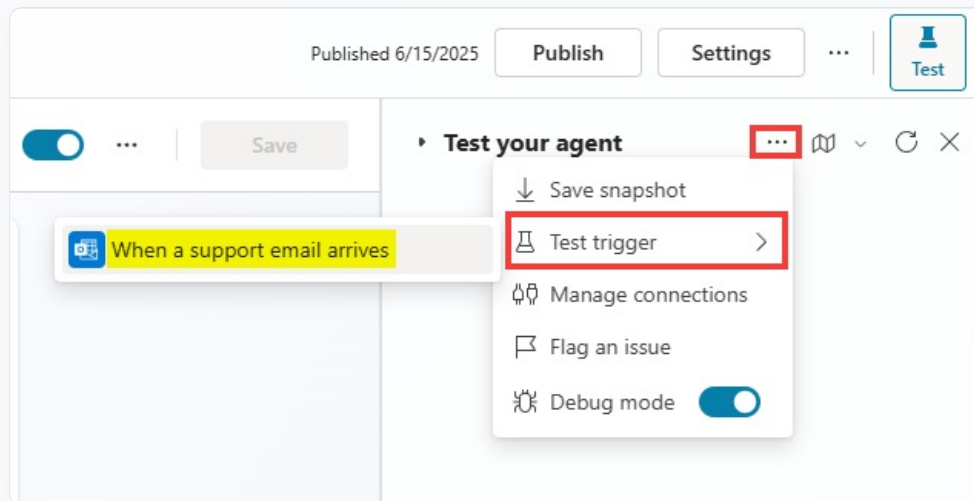 Published 6/15/2025
Publish
Settings
...
Test
...
Save
Test your agent
...
Save snapshot
When a support email arrives
Test trigger
Manage connections
Flag an issue
Debug mode